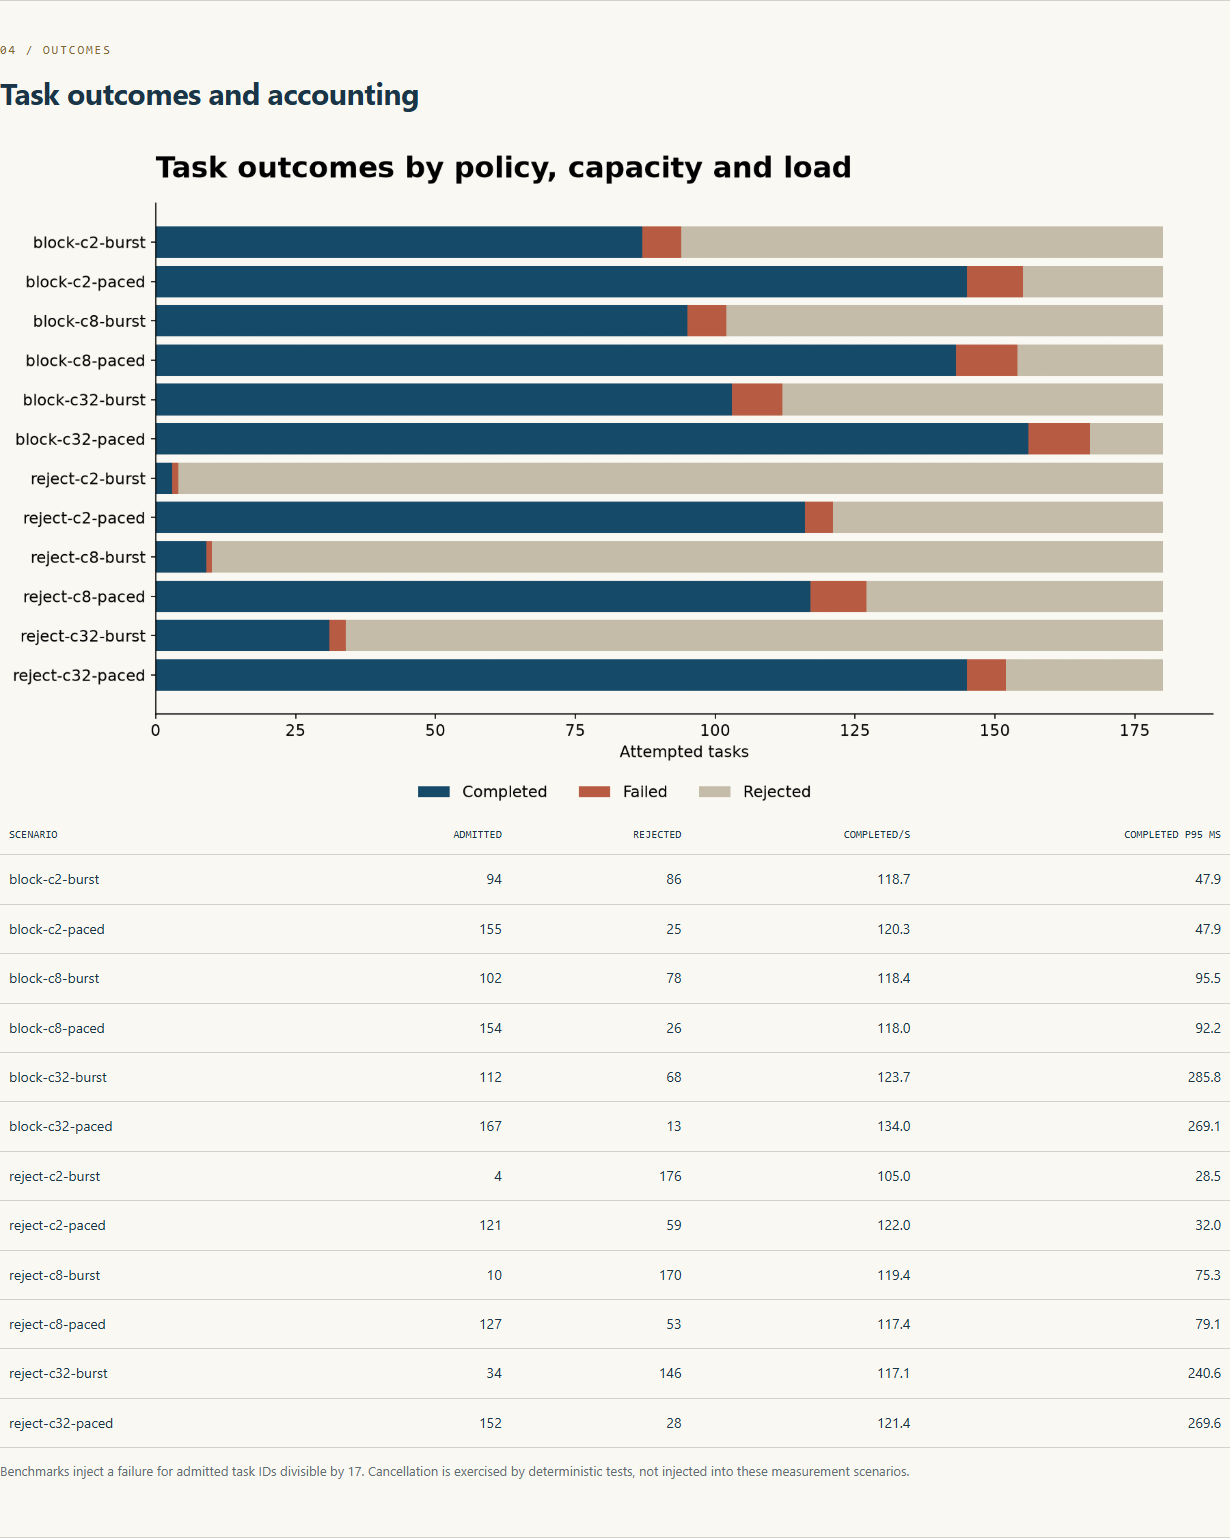 04 / OUTCOMES
Task outcomes and accounting
Task outcomes by policy, capacity and load
block-c2-burst
block-c2-paced
block-c8-burst
block-c8-paced
block-c32-burst
block-c32-paced
reject-c2-burst
reject-c2-paced
reject-c8-burst
reject-c8-paced
reject-c32-burst
reject-c32-paced
0 25 50 75 100 125 150 175
Attempted tasks
Completed Failed Rejected
SCENARIO ADMITTED REJECTED COMPLETED/S COMPLETED P95 MS
block-c2-burst 94 86 118.7 47.9
block-c2-paced 155 25 120.3 47.9
block-c8-burst 102 78 118.4 95.5
block-c8-paced 154 26 118.0 92.2
block-c32-burst 112 68 123.7 285.8
block-c32-paced 167 13 134.0 269.1
reject-c2-burst 4 176 105.0 28.5
reject-c2-paced 121 59 122.0 32.0
reject-c8-burst 10 170 119.4 75.3
reject-c8-paced 127 53 117.4 79.1
reject-c32-burst 34 146 117.1 240.6
reject-c32-paced 152 28 121.4 269.6
Benchmarks inject a failure for admitted task IDs divisible by 17. Cancellation is exercised by deterministic tests, not injected into these measurement scenarios.